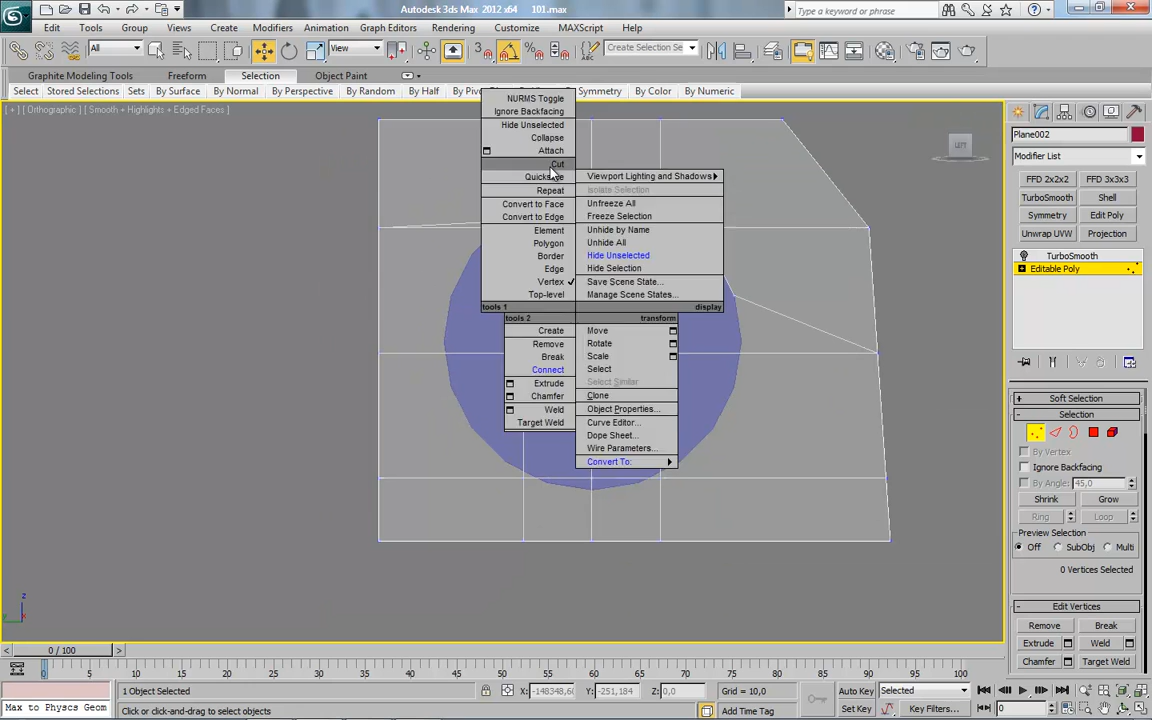 Autodesk 3ds Max 2012 x64 101.max
Type a keyword or phrase
Edit Tools Group Views Create Modifiers Animation Graph Editors Rendering Customize MAXScript Help
All View Create Selection Se
Graphite Modeling Tools Freeform Selection Object Paint
Select Stored Selections Sets By Surface By Normal By Perspective By Random By Half Symmetry By Color By Numeric
[ + ] [ Orthographic ] [ Smooth + Highlights + Edged Faces ]
LEFT
NURMS Toggle
Ignore Backfacing
Hide Unselected
Collapse
Attach
Cut
Repeat
Convert to Face
Convert to Edge
Element
Polygon
Border
Edge
Vertex
Top-level
tools 1
Viewport Lighting and Shadows
Isolate Selection
Unfreeze All
Freeze Selection
Unhide by Name
Unhide All
Hide Unselected
Hide Selection
Save Scene State...
Manage Scene States...
display
tools 2
Create
Remove
Break
Connect
Extrude
Chamfer
Weld
Target Weld
transform
Move
Rotate
Scale
Select
Select Similar
Clone
Object Properties...
Curve Editor...
Dope Sheet...
Wire Parameters...
Convert To:
Plane002
Modifier List
FFD 2x2x2 FFD 3x3x3
TurboSmooth Shell
Symmetry Edit Poly
Unwrap UVW Projection
TurboSmooth
Editable Poly
+ Soft Selection
- Selection
By Vertex
Ignore Backfacing
By Angle: 45,0
Shrink Grow
Ring Loop
Preview Selection
Off SubObj Multi
0 Vertices Selected
- Edit Vertices
Remove Break
Extrude Weld
Chamfer Target Weld
z
x
y
< 0 / 100 >
0 5 10 15 20 25 30 35 40 45 50 55 60 65 70 75 80 85 90 95 100
1 Object Selected X: -148348,60 Y: -251,184 Z: 0,0 Grid = 10,0 Auto Key Selected
Max to Physcs Geom Click or click-and-drag to select objects Add Time Tag Set Key Key Filters... 0